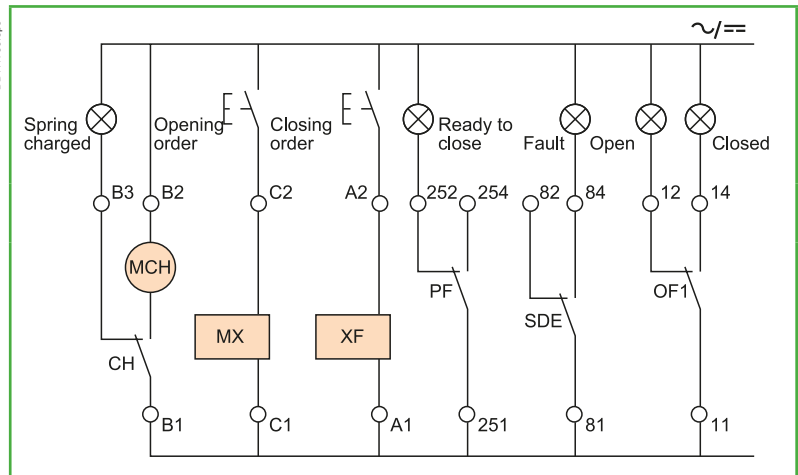 ∼/⎓
Spring charged
Opening order
Closing order
Ready to close
Fault
Open
Closed
B3
B2
C2
A2
252
254
82
84
12
14
MCH
PF
SDE
OF1
MX
XF
CH
B1
C1
A1
251
81
11